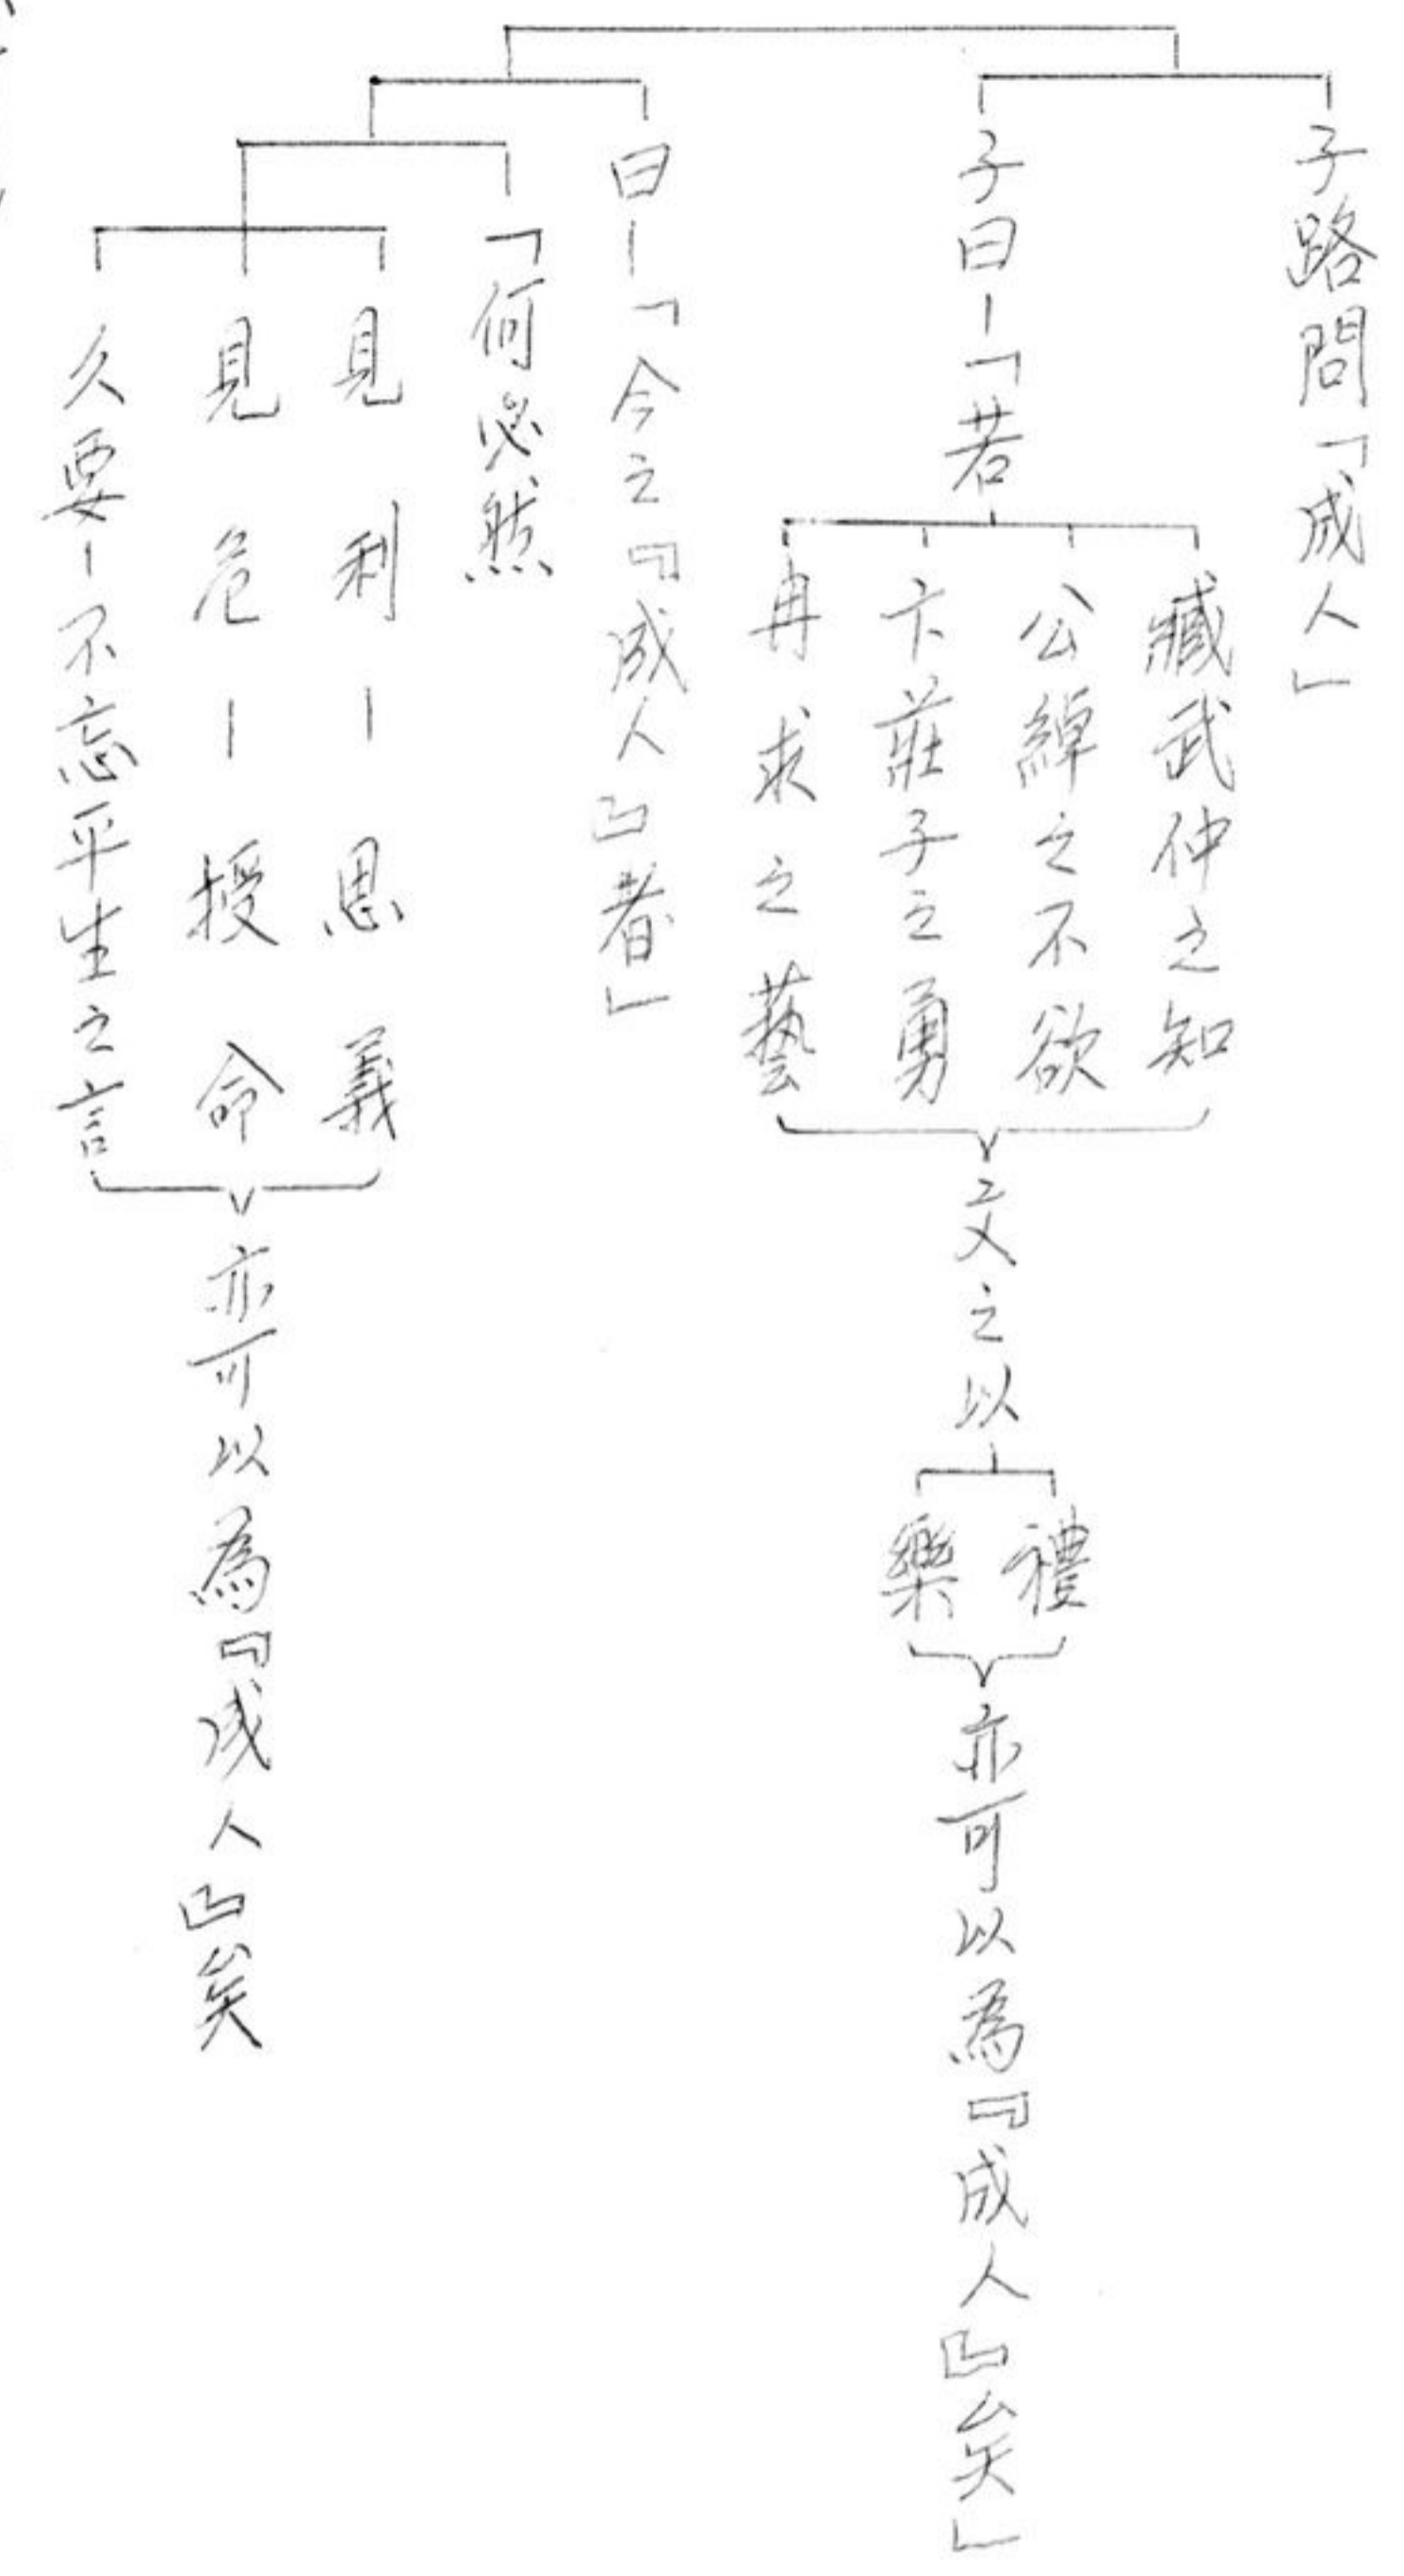 子路問「成人」
子曰-「若
臧武仲之知
公綽之不欲
卞莊子之勇
冉求之藝
文之以
禮
樂
亦可以為『成人』矣」
曰-「今之『成人』者」
「何必然
見利-思義
見危-授命
久要-不忘平生之言
亦可以為『成人』矣